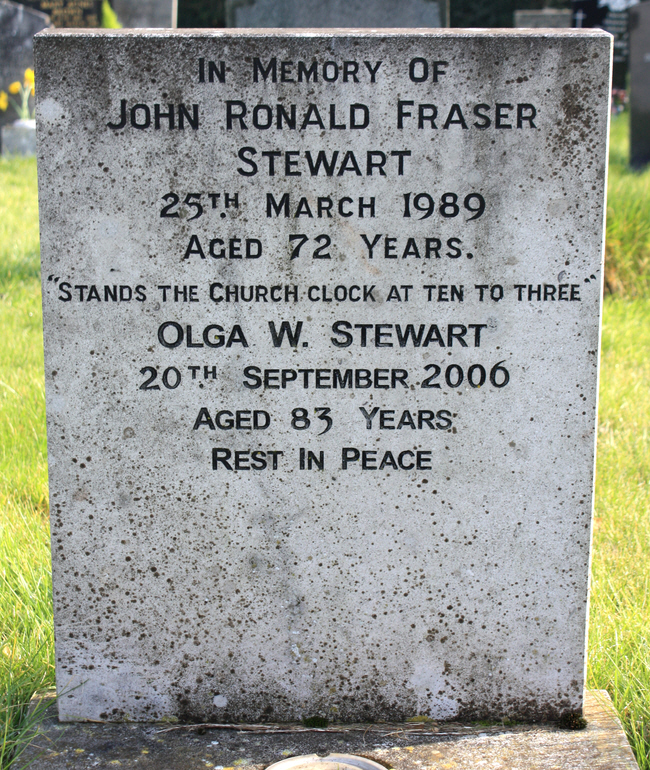 In Memory Of
John Ronald Fraser
Stewart
25TH March 1989
Aged 72 Years.
"Stands the Church clock at ten to three"
Olga W. Stewart
20TH September 2006
Aged 83 Years
Rest In Peace